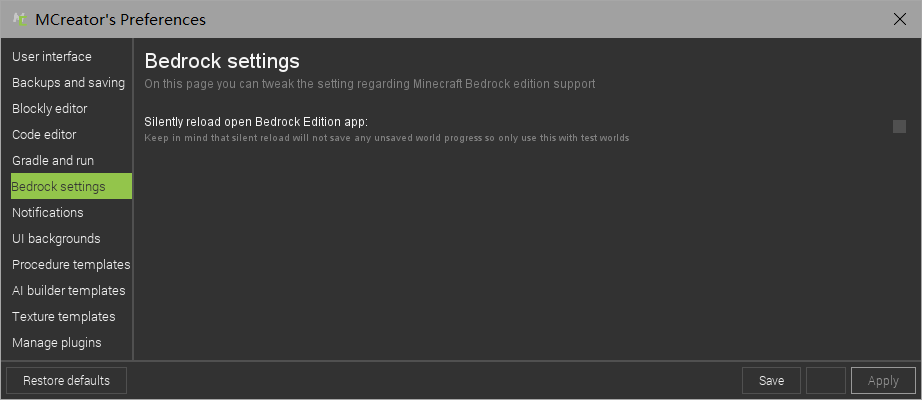 MCreator's Preferences
User interface
Backups and saving
Blockly editor
Code editor
Gradle and run
Bedrock settings
Notifications
UI backgrounds
Procedure templates
AI builder templates
Texture templates
Manage plugins
Bedrock settings
On this page you can tweak the setting regarding Minecraft Bedrock edition support
Silently reload open Bedrock Edition app:
Keep in mind that silent reload will not save any unsaved world progress so only use this with test worlds
Restore defaults
Save
Apply